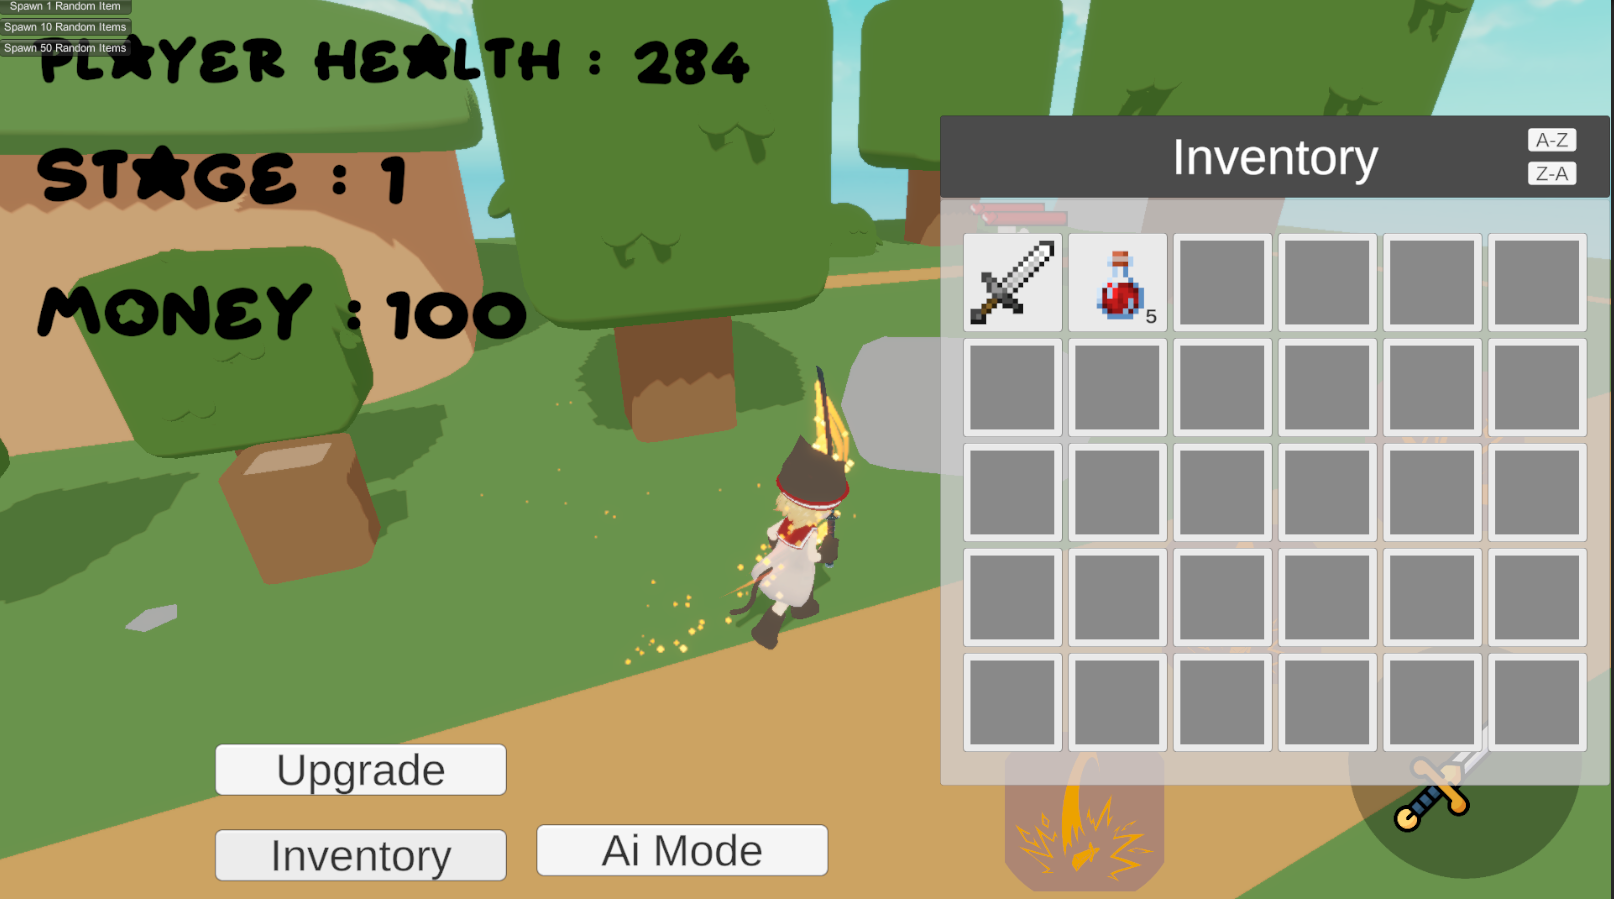 Spawn 1 Random Item
Spawn 10 Random Items
Spawn 50 Random Items
PLAYER HEALTH : 284
STAGE : 1
MONEY : 100
Inventory
A-Z
Z-A
5
Upgrade
Inventory
Ai Mode